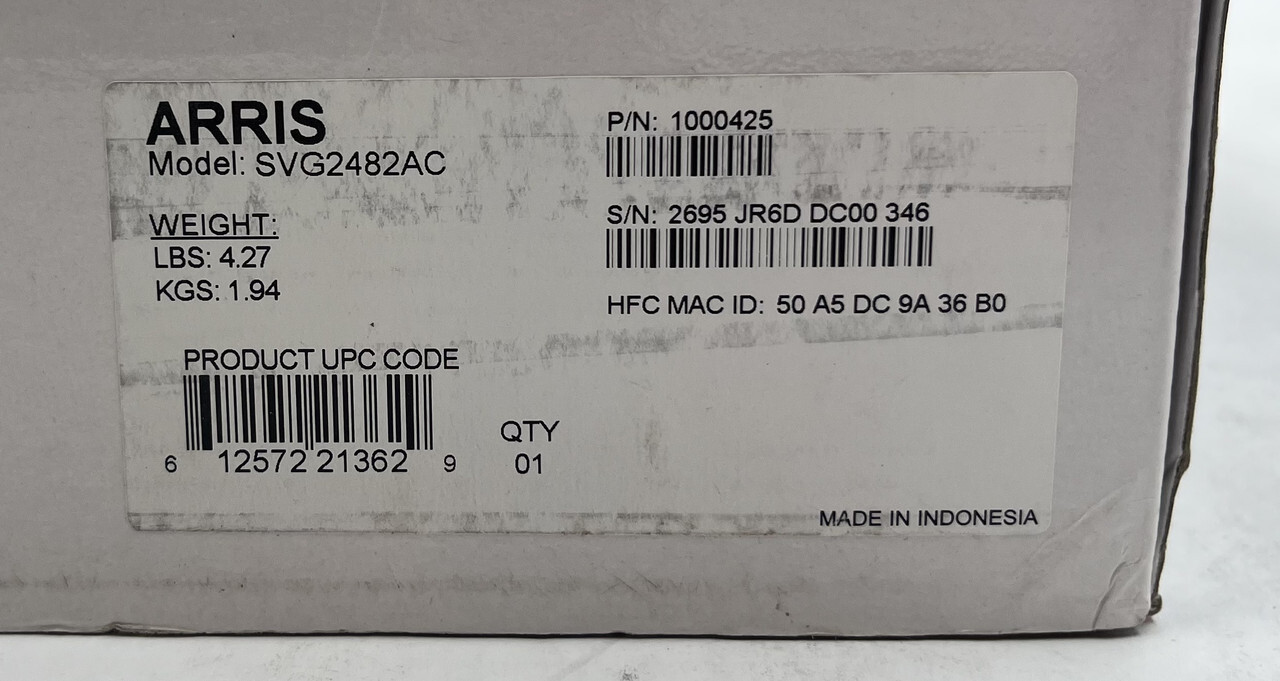 ARRIS
Model: SVG2482AC
WEIGHT:
LBS: 4.27
KGS: 1.94
PRODUCT UPC CODE
6 12572 21362 9
QTY
01
P/N: 1000425
S/N: 2695 JR6D DC00 346
HFC MAC ID: 50 A5 DC 9A 36 B0
MADE IN INDONESIA